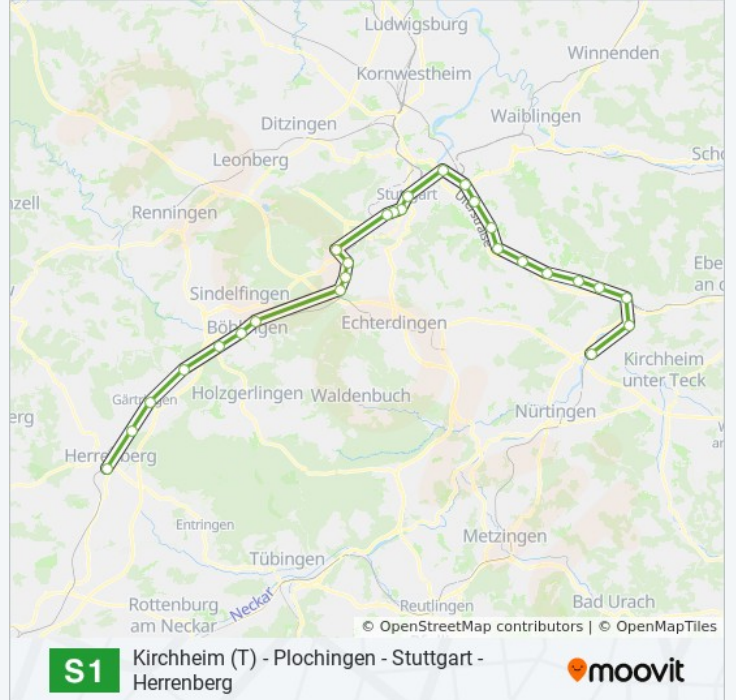 Ludwigsburg
Winnenden
Kornwestheim
Waiblingen
Ditzingen
Leonberg
Scho
Stuttgart
nzell
Renningen
Uferstraße
Ebe
an d
Sindelfingen
Böblingen
Echterdingen
Kirchheim
unter Teck
Gärtringen
Holzgerlingen
Waldenbuch
Nürtingen
erg
Herrenberg
Entringen
Metzingen
Tübingen
Neckar
Rottenburg
am Neckar
Reutlingen
Bad Urach
© OpenStreetMap contributors | © OpenMapTiles
S1
Kirchheim (T) - Plochingen - Stuttgart -
Herrenberg
moovit